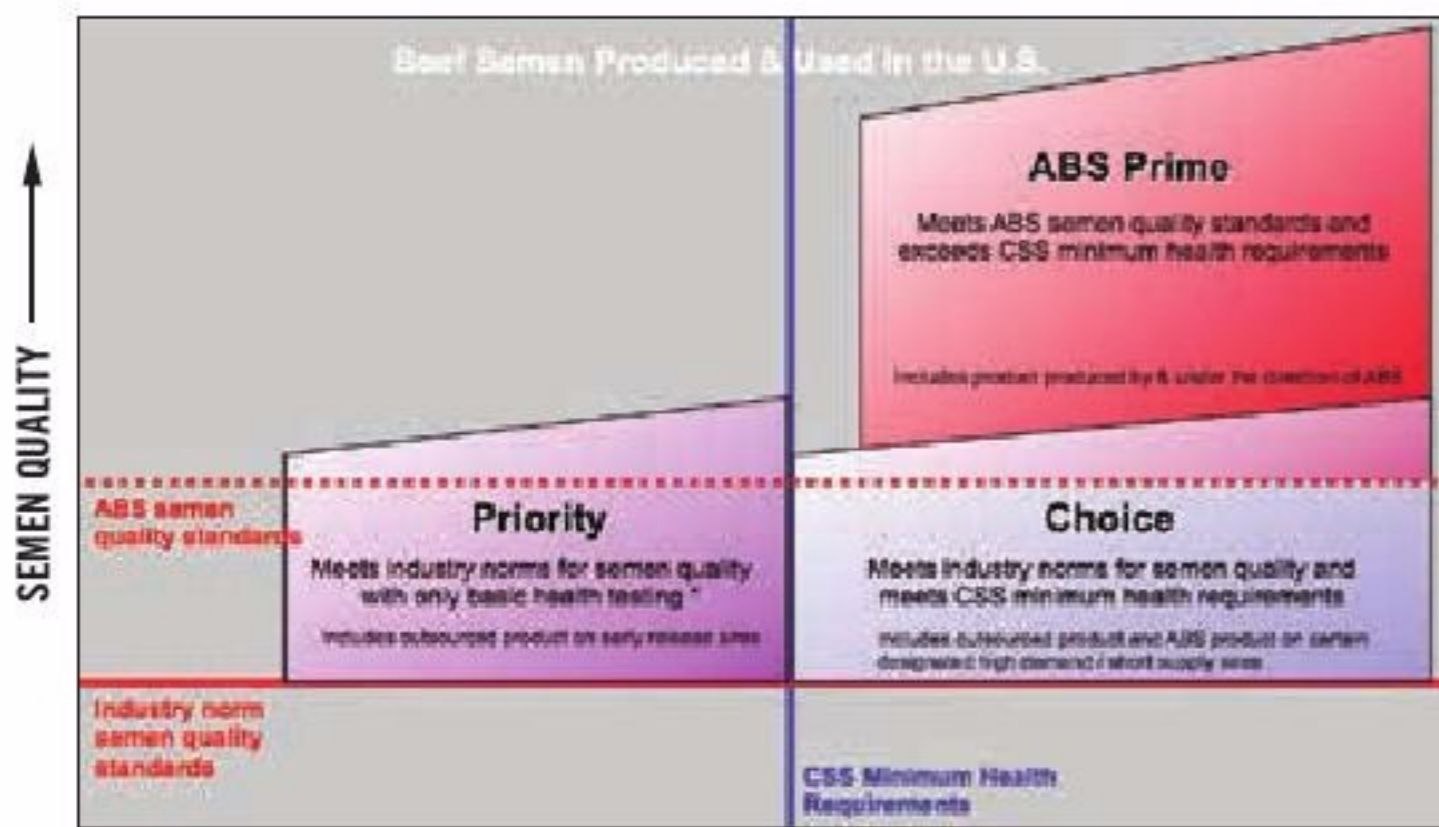 Beef Semen Produced & Used in the U.S.
SEMEN QUALITY
ABS Prime
Meets ABS semen quality standards and
exceeds CSS minimum health requirements
Includes product produced by & under the direction of ABS
ABS semen
quality standards
Priority
Meets industry norms for semen quality
with only basic health testing *
Includes outsourced product on early release sires
Choice
Meets industry norms for semen quality and
meets CSS minimum health requirements
Includes outsourced product and ABS product on certain
designated high demand / short supply sires
Industry norm
semen quality
standards
CSS Minimum Health
Requirements